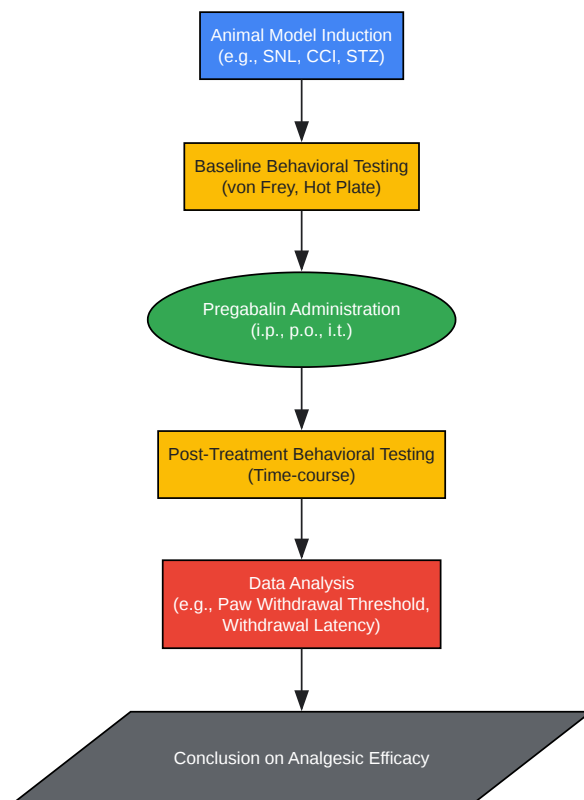 Animal Model Induction
(e.g., SNL, CCI, STZ)
Baseline Behavioral Testing
(von Frey, Hot Plate)
Pregabalin Administration
(i.p., p.o., i.t.)
Post-Treatment Behavioral Testing
(Time-course)
Data Analysis
(e.g., Paw Withdrawal Threshold,
Withdrawal Latency)
Conclusion on Analgesic Efficacy